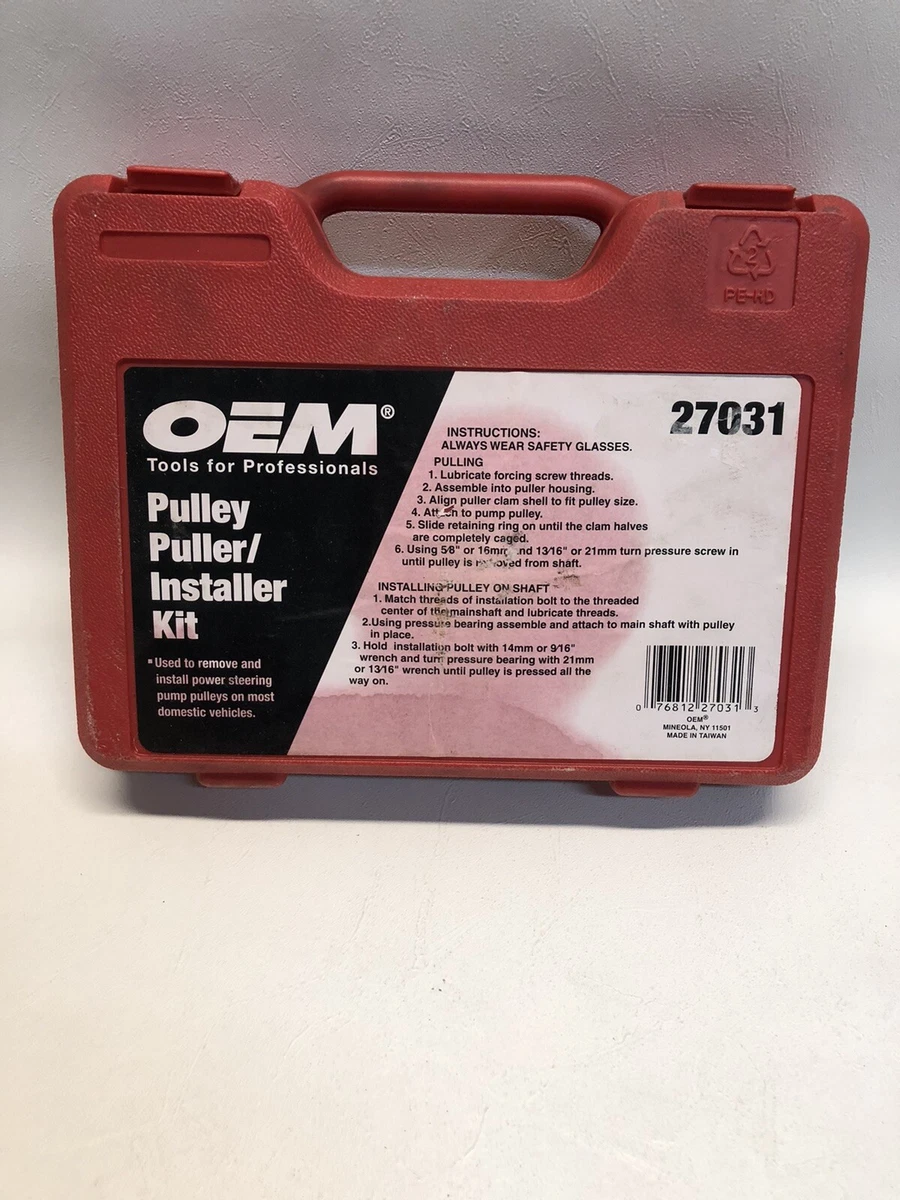 2
PE-HD
OEM®
Tools for Professionals
Pulley
Puller/
Installer
Kit
▪Used to remove and
install power steering
pump pulleys on most
domestic vehicles.
27031
INSTRUCTIONS:
ALWAYS WEAR SAFETY GLASSES.
PULLING
1. Lubricate forcing screw threads.
2. Assemble into puller housing.
3. Align puller clam shell to fit pulley size.
4. Attach to pump pulley.
5. Slide retaining ring on until the clam halves
are completely caged.
6. Using 5⁄8" or 16mm and 13⁄16" or 21mm turn pressure screw in
until pulley is removed from shaft.
INSTALLING PULLEY ON SHAFT
1. Match threads of installation bolt to the threaded
center of the mainshaft and lubricate threads.
2.Using pressure bearing assemble and attach to main shaft with pulley
in place.
3. Hold installation bolt with 14mm or 9⁄16"
wrench and turn pressure bearing with 21mm
or 13⁄16" wrench until pulley is pressed all the
way on.
0 76812 27031 3
OEM®
MINEOLA, NY 11501
MADE IN TAIWAN